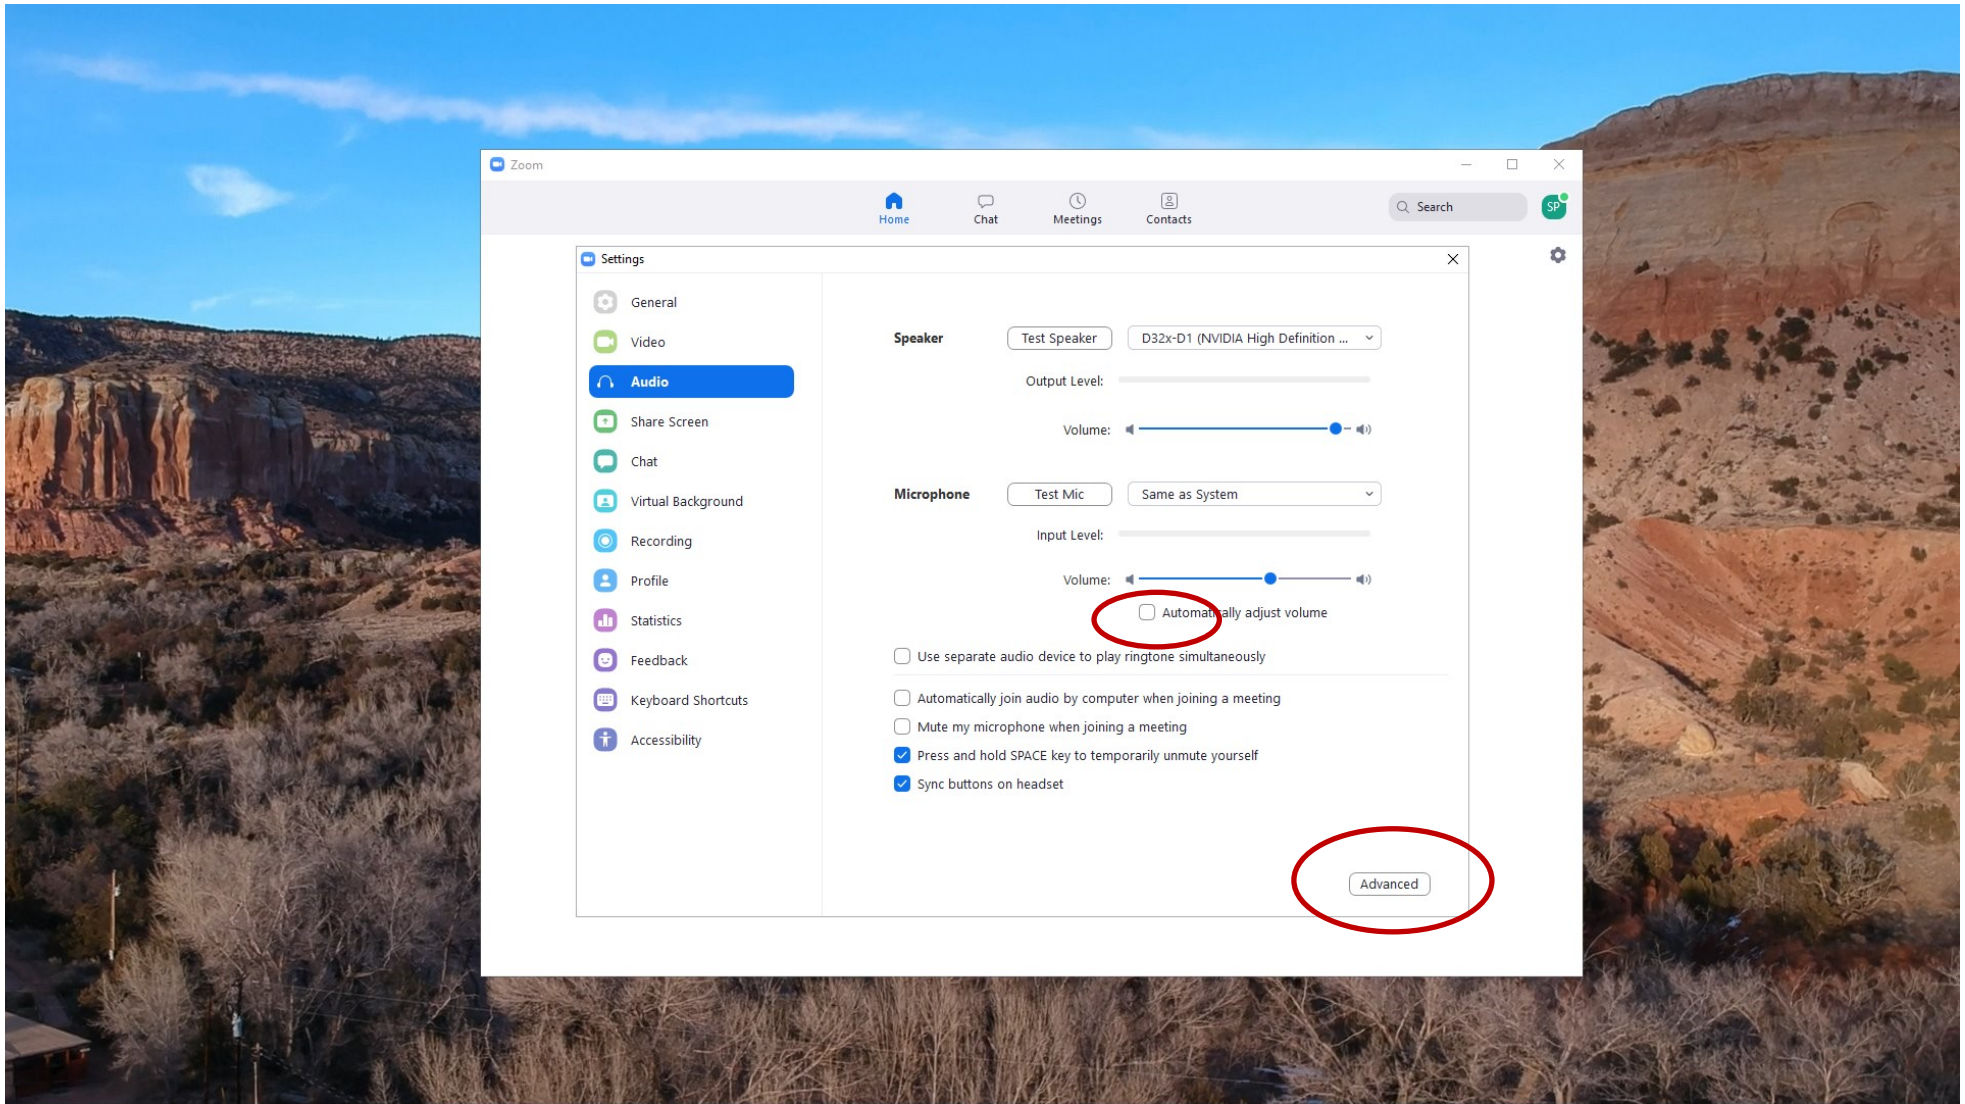 Zoom
Home
Chat
Meetings
Contacts
Search
SP
Settings
General
Video
Audio
Share Screen
Chat
Virtual Background
Recording
Profile
Statistics
Feedback
Keyboard Shortcuts
Accessibility
Speaker
Test Speaker
D32x-D1 (NVIDIA High Definition ...
Output Level:
Volume:
Microphone
Test Mic
Same as System
Input Level:
Volume:
Automatically adjust volume
Use separate audio device to play ringtone simultaneously
Automatically join audio by computer when joining a meeting
Mute my microphone when joining a meeting
Press and hold SPACE key to temporarily unmute yourself
Sync buttons on headset
Advanced